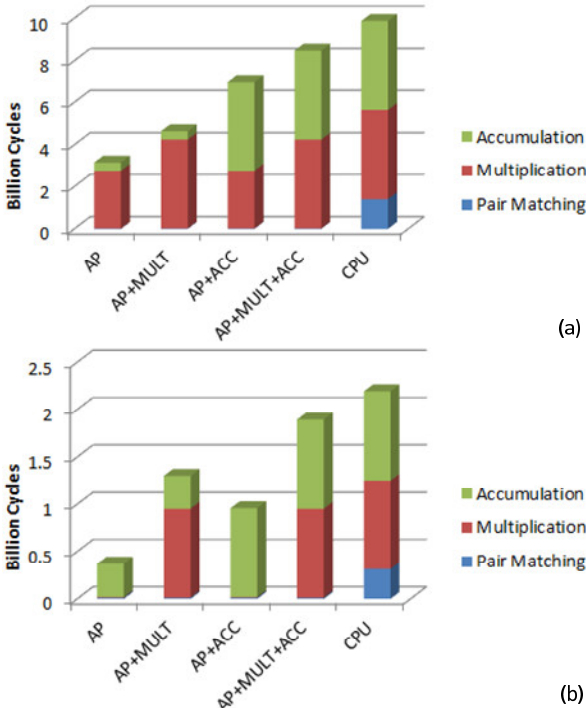 10
8
6
4
2
0
Billion Cycles
AP
AP+MULT
AP+ACC
AP+MULT+ACC
CPU
Accumulation
Multiplication
Pair Matching
(a)
2.5
2
1.5
1
0.5
0
Billion Cycles
AP
AP+MULT
AP+ACC
AP+MULT+ACC
CPU
Accumulation
Multiplication
Pair Matching
(b)